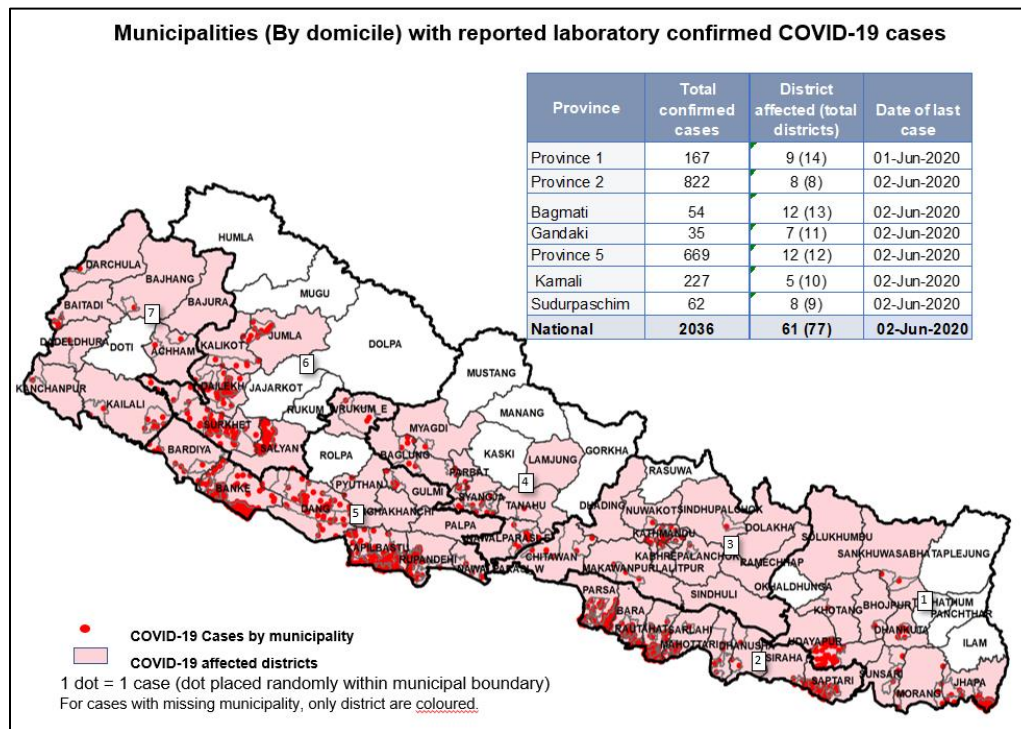 Municipalities (By domicile) with reported laboratory confirmed COVID-19 cases
Province Total confirmed cases District affected (total districts) Date of last case
Province 1 167 9 (14) 01-Jun-2020
Province 2 822 8 (8) 02-Jun-2020
Bagmati 54 12 (13) 02-Jun-2020
Gandaki 35 7 (11) 02-Jun-2020
Province 5 669 12 (12) 02-Jun-2020
Karnali 227 5 (10) 02-Jun-2020
Sudurpaschim 62 8 (9) 02-Jun-2020
National 2036 61 (77) 02-Jun-2020
HUMLA
DARCHULA
BAJHANG
MUGU
BAITADI
BAJURA
7
JUMLA
DOLPA
DOTI
ACHHAM
KALIKOT
6
MUSTANG
KANCHANPUR
DAILEKH
JAJARKOT
KAILALI
RUKUM
RUKUM_E
MANANG
SURKHET
MYAGDI
SALYAN
KASKI
GORKHA
BARDIYA
ROLPA
BAGLUNG
LAMJUNG
RASUWA
PARBAT
4
BANKE
PYUTHAN
GULMI
SYANGJA
TANAHU
DHADING
NUWAKOT
SINDHUPALCHOK
DANG
5
DOLAKHA
SOLUKHUMBU
PALPA
KATHMANDU
3
SANKHUWASABHA
TAPLEJUNG
RUPANDEHI
CHITAWAN
RAMECHHAP
MAKAWANPUR
LALITPUR
OKHALDHUNGA
PARSA
SINDHULI
1
BARA
KHOTANG
BHOJPUR
PANCHTHAR
RAUTAHAT
SARLAHI
DHANKUTA
MAHOTTARI
DHANUSHA
UDAYAPUR
ILAM
2
SIRAHA
SAPTARI
SUNSARI
MORANG
JHAPA
COVID-19 Cases by municipality
COVID-19 affected districts
1 dot = 1 case (dot placed randomly within municipal boundary)
For cases with missing municipality, only district are coloured.